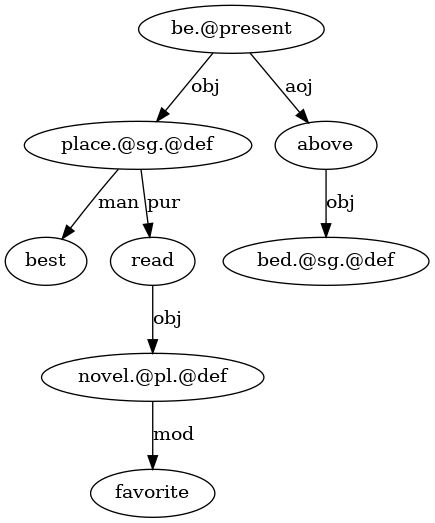 be.@present
obj
aoj
place.@sg.@def
above
man
pur
obj
best
read
bed.@sg.@def
obj
novel.@pl.@def
mod
favorite